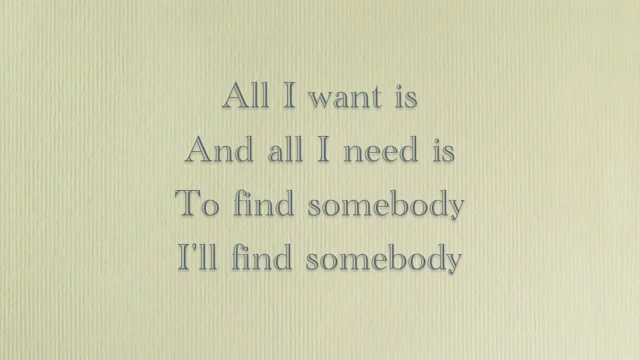 All I want is
And all I need is
To find somebody
I'll find somebody